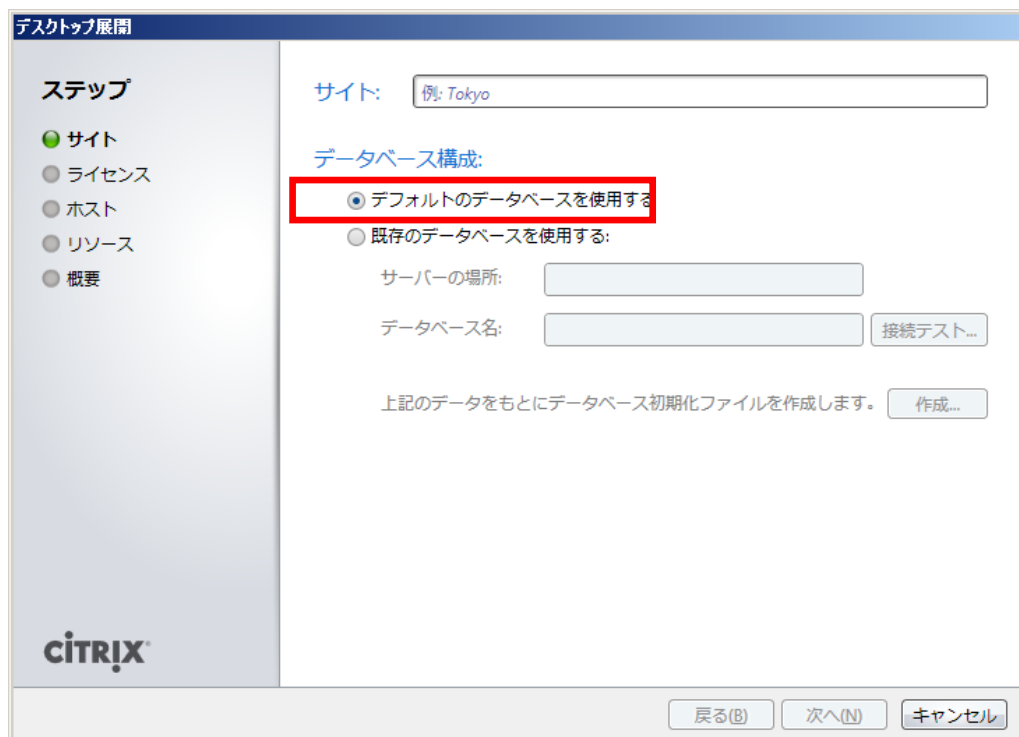 デスクトップ展開
ステップ
サイト
ライセンス
ホスト
リソース
概要
サイト: 例: Tokyo
データベース構成:
デフォルトのデータベースを使用する
既存のデータベースを使用する:
サーバーの場所:
データベース名: 接続テスト...
上記のデータをもとにデータベース初期化ファイルを作成します。 作成...
CITRIX
戻る(B) 次へ(N) キャンセル